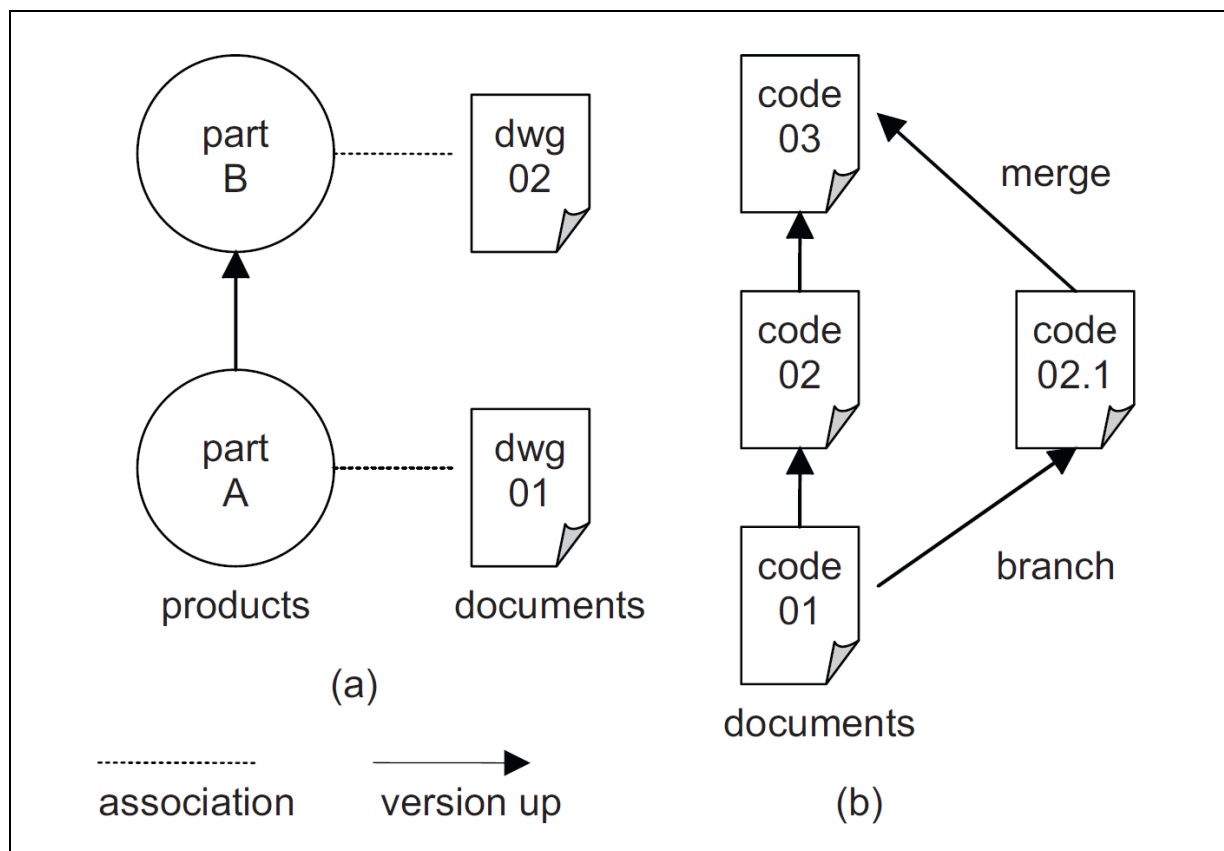 part
B
dwg
02
part
A
dwg
01
products
documents
(a)
association
version up
code
03
merge
code
02
code
02.1
code
01
branch
documents
(b)